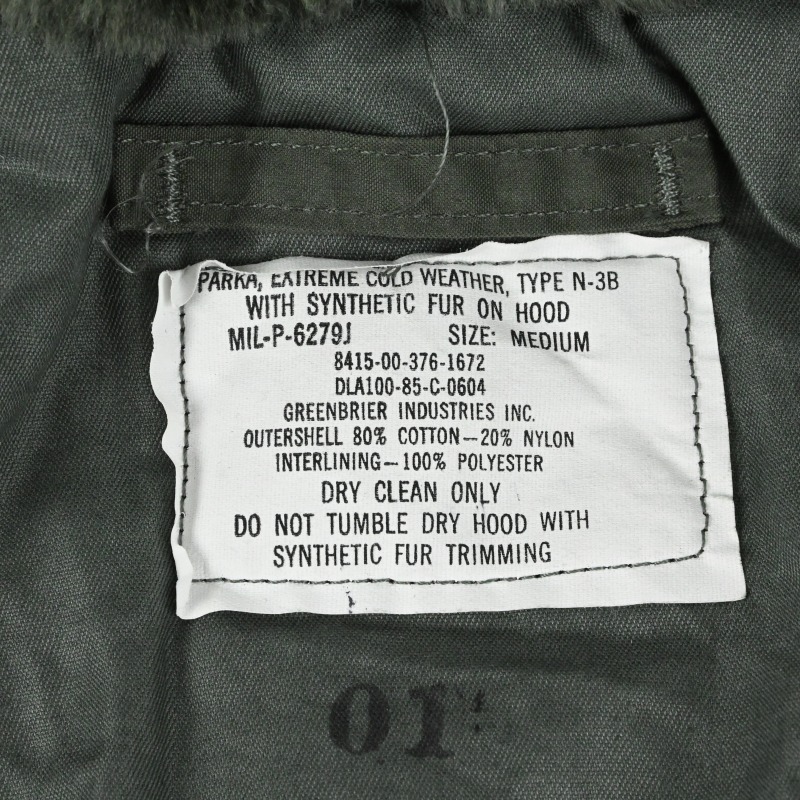 PARKA, EXTREME COLD WEATHER, TYPE N-3B
WITH SYNTHETIC FUR ON HOOD
MIL-P-6279J SIZE: MEDIUM
8415-00-376-1672
DLA100-85-C-0604
GREENBRIER INDUSTRIES INC.
OUTERSHELL 80% COTTON—20% NYLON
INTERLINING—100% POLYESTER
DRY CLEAN ONLY
DO NOT TUMBLE DRY HOOD WITH
SYNTHETIC FUR TRIMMING
01